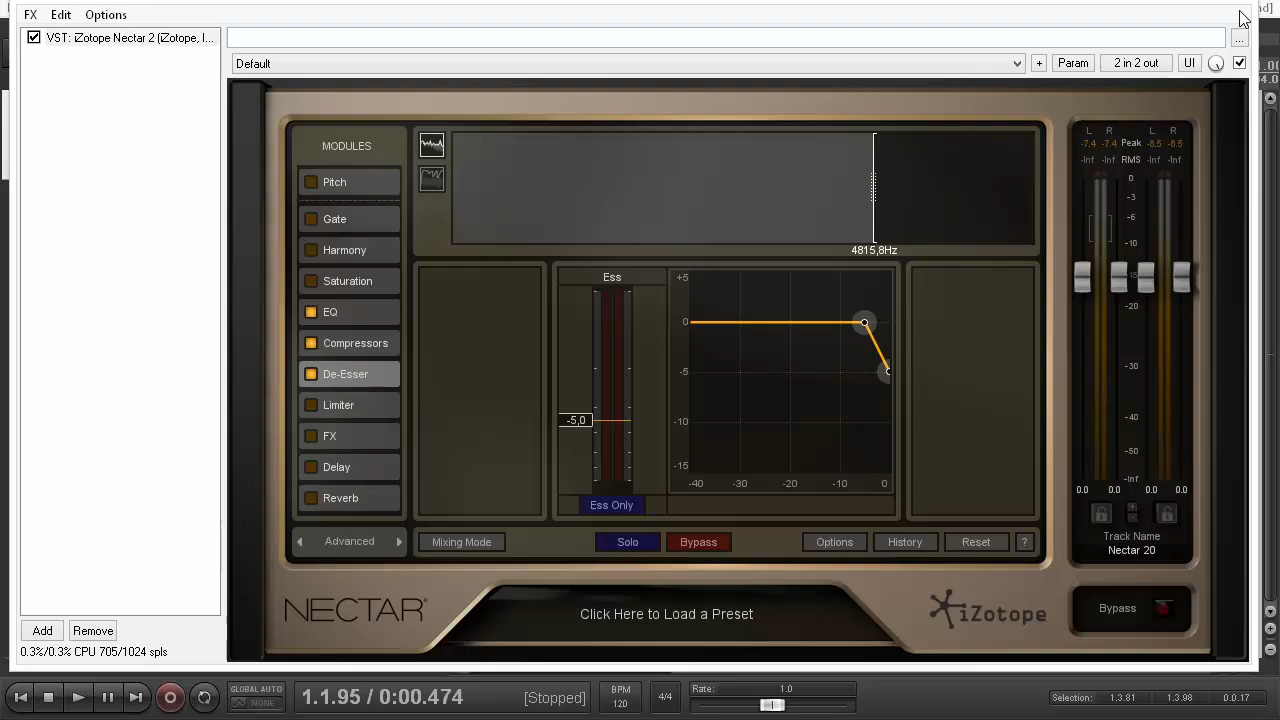 FX Edit Options
nd]
VST: iZotope Nectar 2 (iZotope, I...
...
Default
+ Param 2 in 2 out UI
MODULES
Pitch
Gate
Harmony
Saturation
EQ
Compressors
De-Esser
Limiter
FX
Delay
Reverb
Advanced
4815,8Hz
Ess
-5,0
Ess Only
+5
0
-5
-10
-15
-40 -30 -20 -10 0
Mixing Mode Solo Bypass Options History Reset ?
L R L R
-7.4 -7.4 Peak -6.5 -6.5
-Inf -Inf RMS -Inf -Inf
0
-3
-6
-10
-15
-20
-30
-40
-50
-Inf
0.0 0.0 0.0 0.0
Track Name
Nectar 20
NECTAR®
Click Here to Load a Preset
iZotope
Bypass
Add Remove
0.3%/0.3% CPU 705/1024 spls
GLOBAL AUTO
NONE
1.1.95 / 0:00.474 [Stopped]
BPM
120
4/4
Rate: 1.0
Selection: 1.3.81 1.3.98 0.0.17